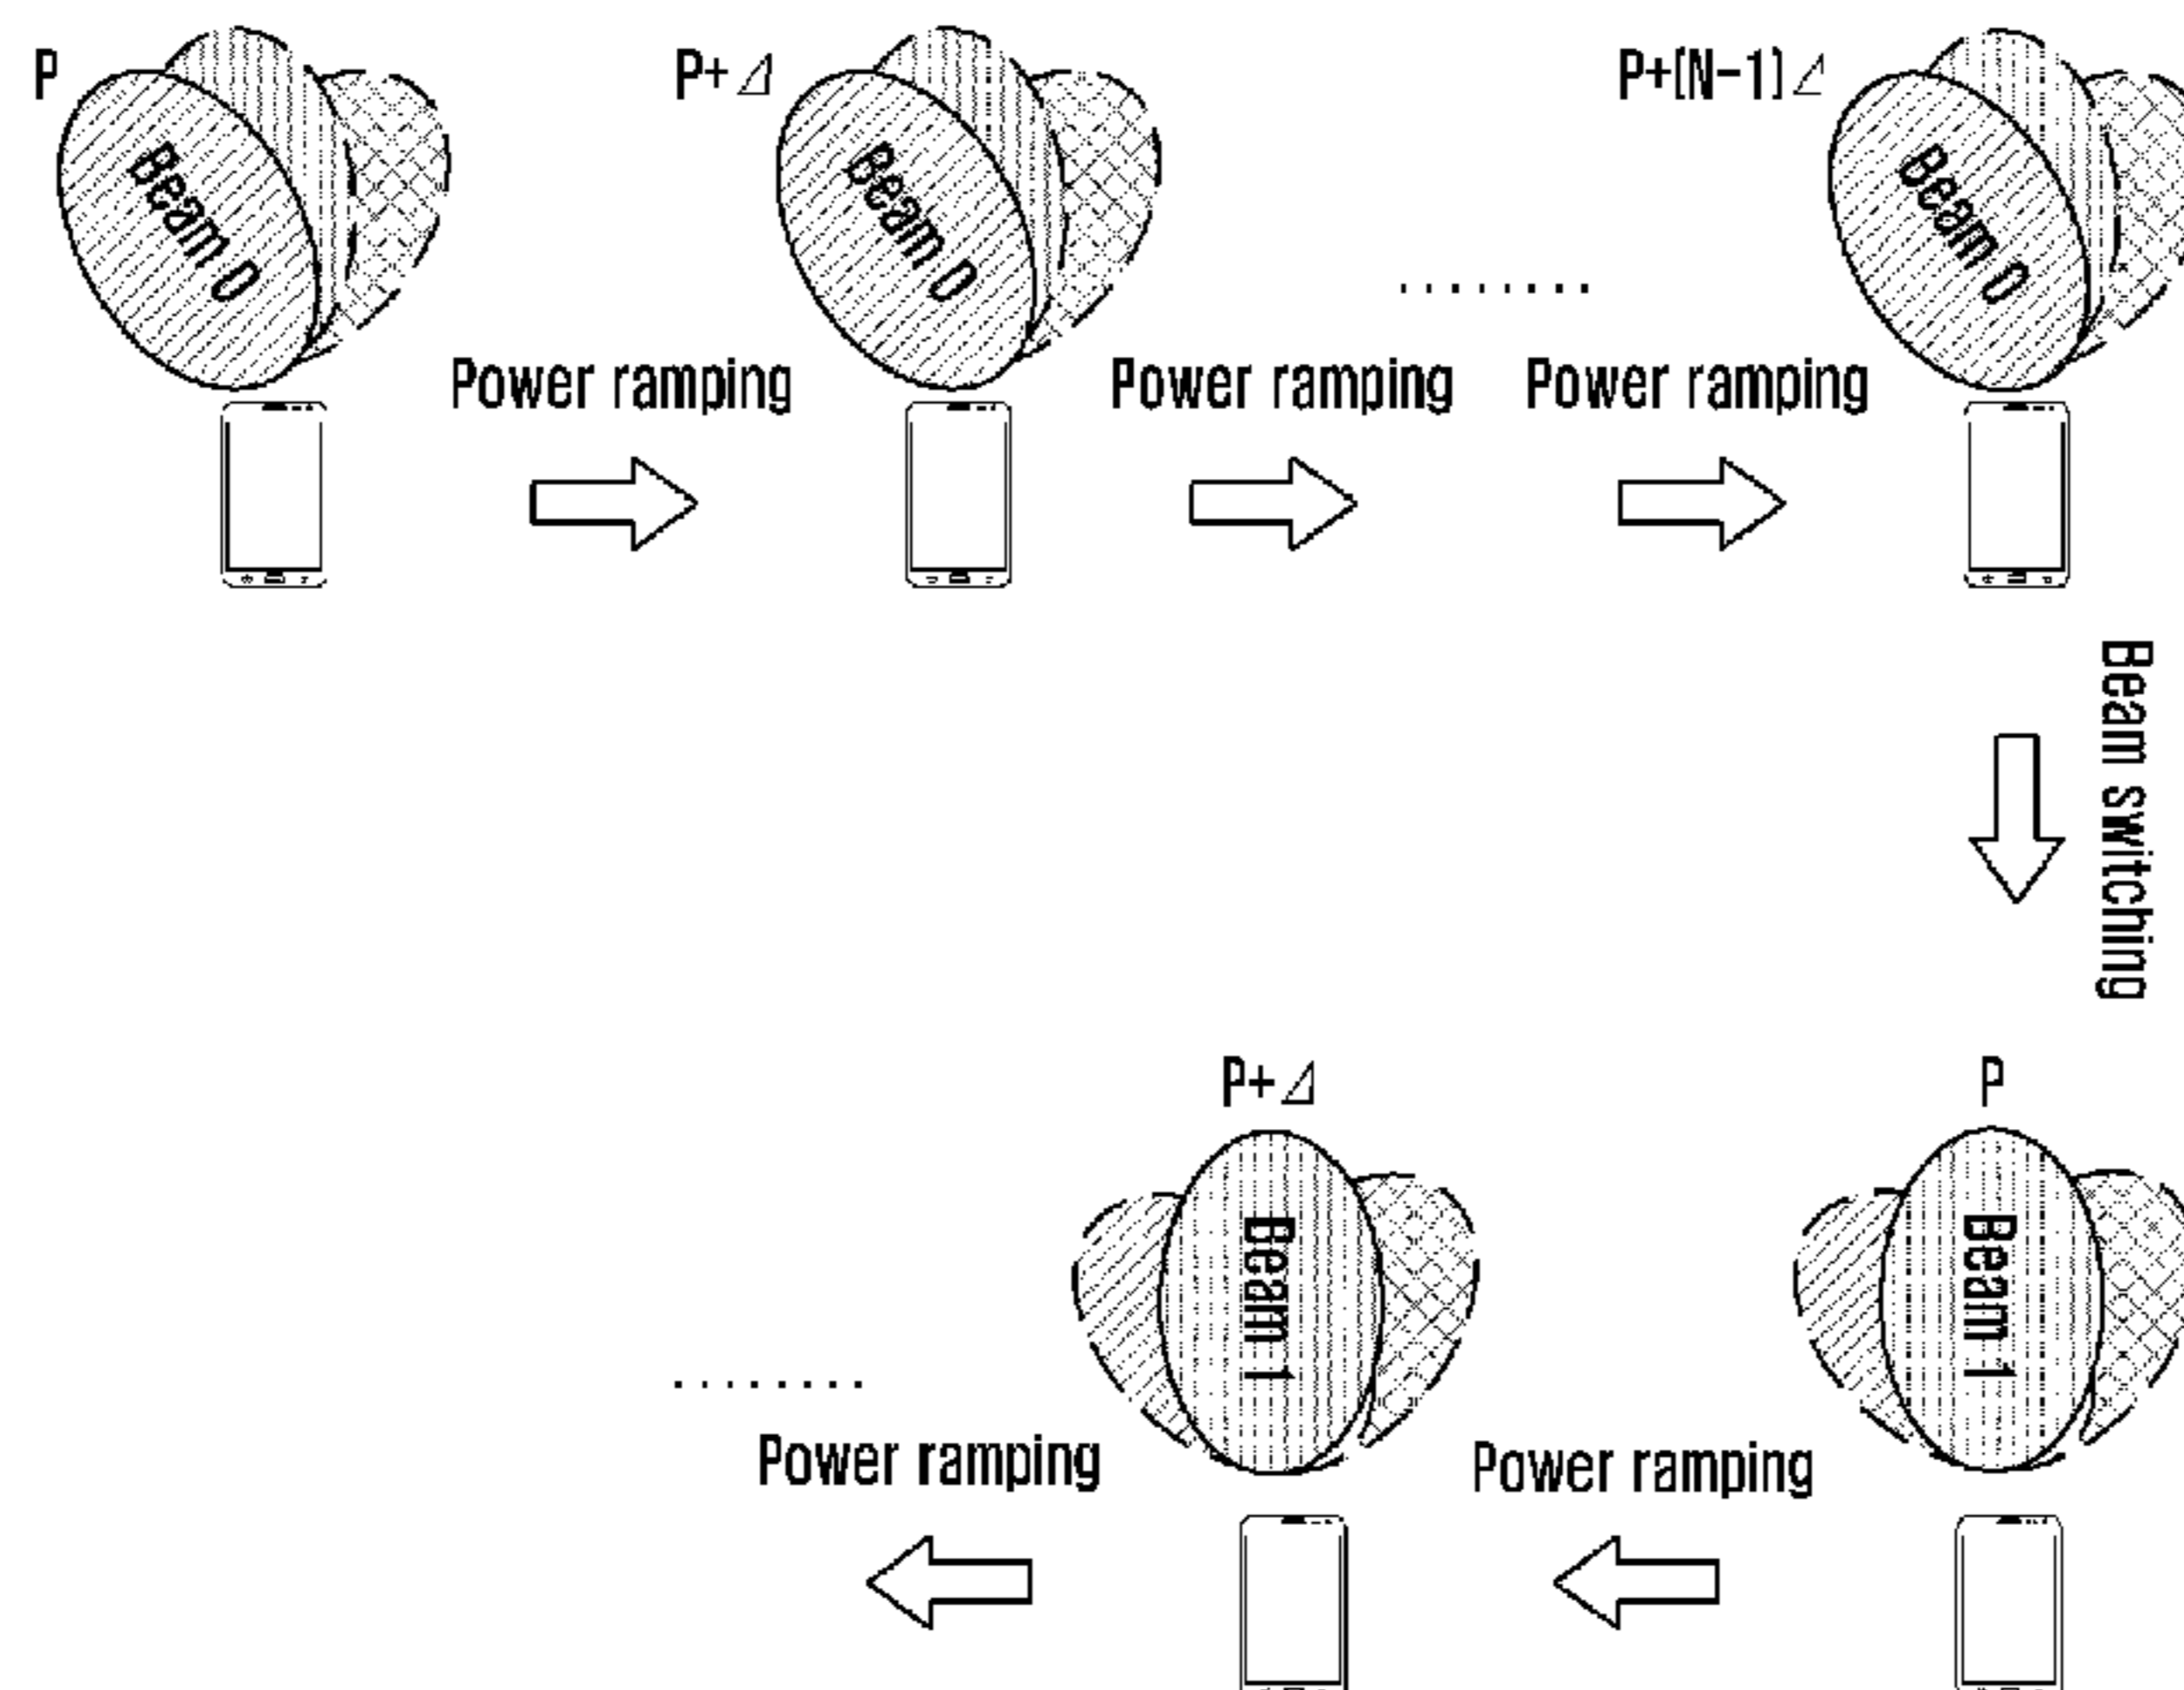 P
P+⊿
P+(N-1)⊿
Beam 0
Beam 0
Beam 0
........
Power ramping
Power ramping
Power ramping
Beam switching
P+⊿
P
Beam 1
Beam 1
........
Power ramping
Power ramping